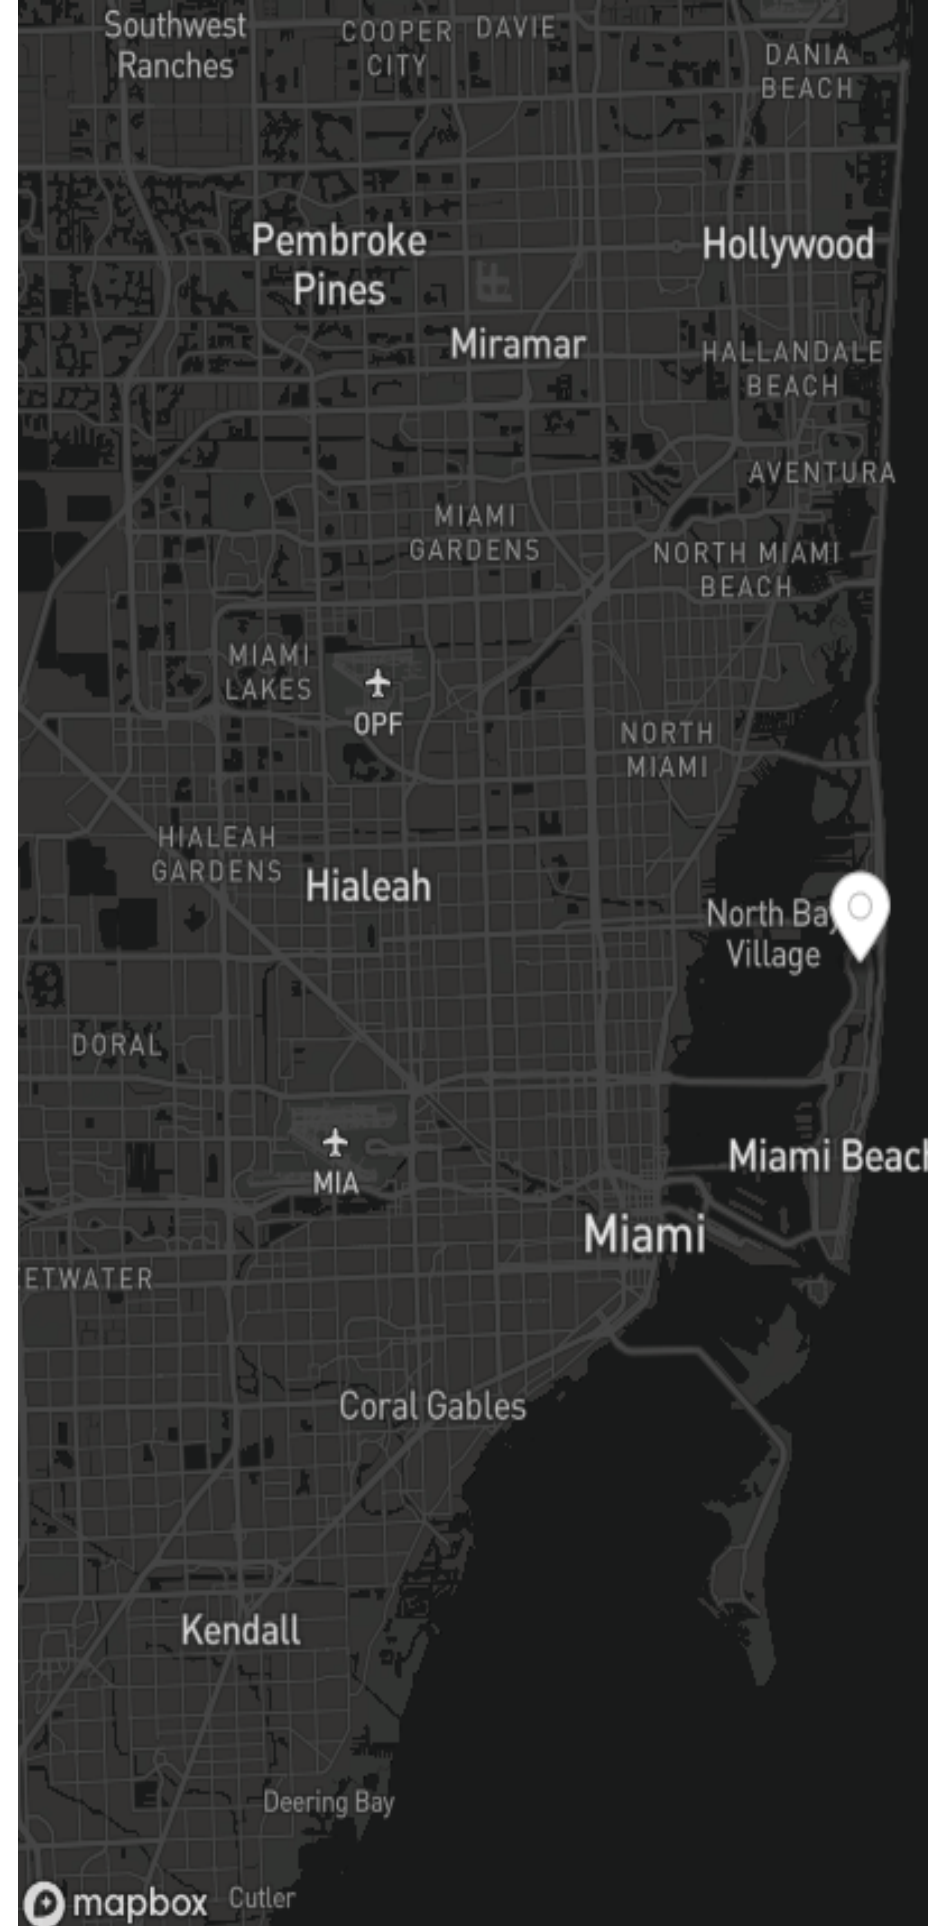 Southwest
Ranches
COOPER
CITY
DAVIE
DANIA
BEACH
Pembroke
Pines
Hollywood
Miramar
HALLANDALE
BEACH
AVENTURA
MIAMI
GARDENS
NORTH MIAMI
BEACH
MIAMI
LAKES
OPF
NORTH
MIAMI
HIALEAH
GARDENS
Hialeah
North Bay
Village
DORAL
MIA
Miami Beach
Miami
ETWATER
Coral Gables
Kendall
Deering Bay
mapbox
Cutler